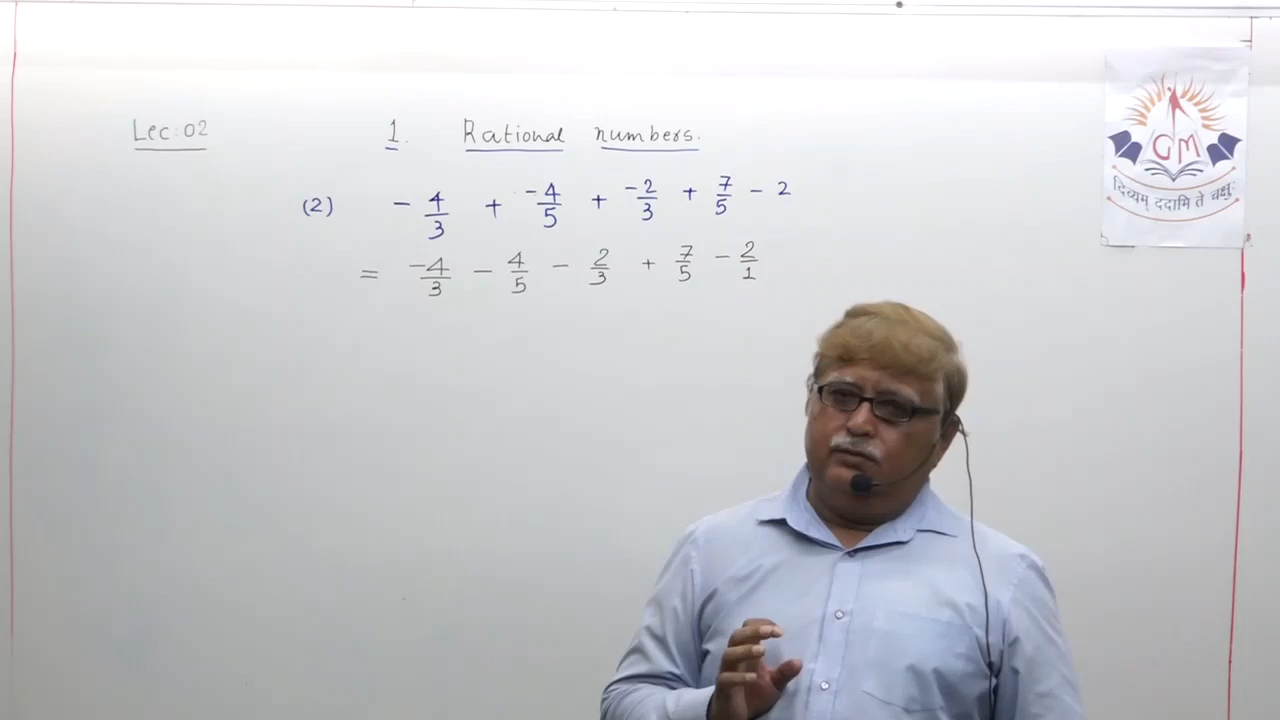 Lec:02
1. Rational numbers.
(2) - 4/3 + -4/5 + -2/3 + 7/5 - 2
= -4/3 - 4/5 - 2/3 + 7/5 - 2/1
GM
दिव्यम् ददामि ते चक्षुः